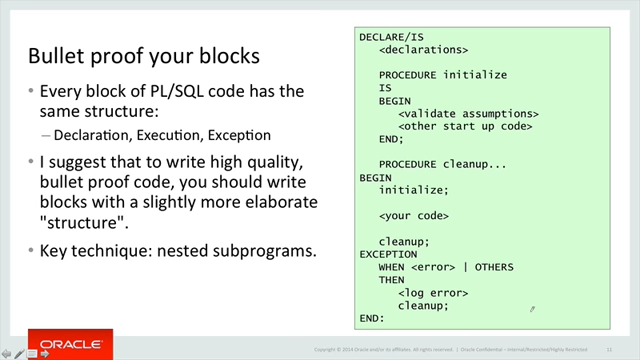 Bullet proof your blocks
• Every block of PL/SQL code has the
same structure:
– Declaration, Execution, Exception
• I suggest that to write high quality,
bullet proof code, you should write
blocks with a slightly more elaborate
"structure".
• Key technique: nested subprograms.
DECLARE/IS
<declarations>
PROCEDURE initialize
IS
BEGIN
<validate assumptions>
<other start up code>
END;
PROCEDURE cleanup...
BEGIN
initialize;
<your code>
cleanup;
EXCEPTION
WHEN <error> | OTHERS
THEN
<log error>
cleanup;
END:
ORACLE
Copyright © 2014 Oracle and/or its affiliates. All rights reserved. | Oracle Confidential – Internal/Restricted/Highly Restricted